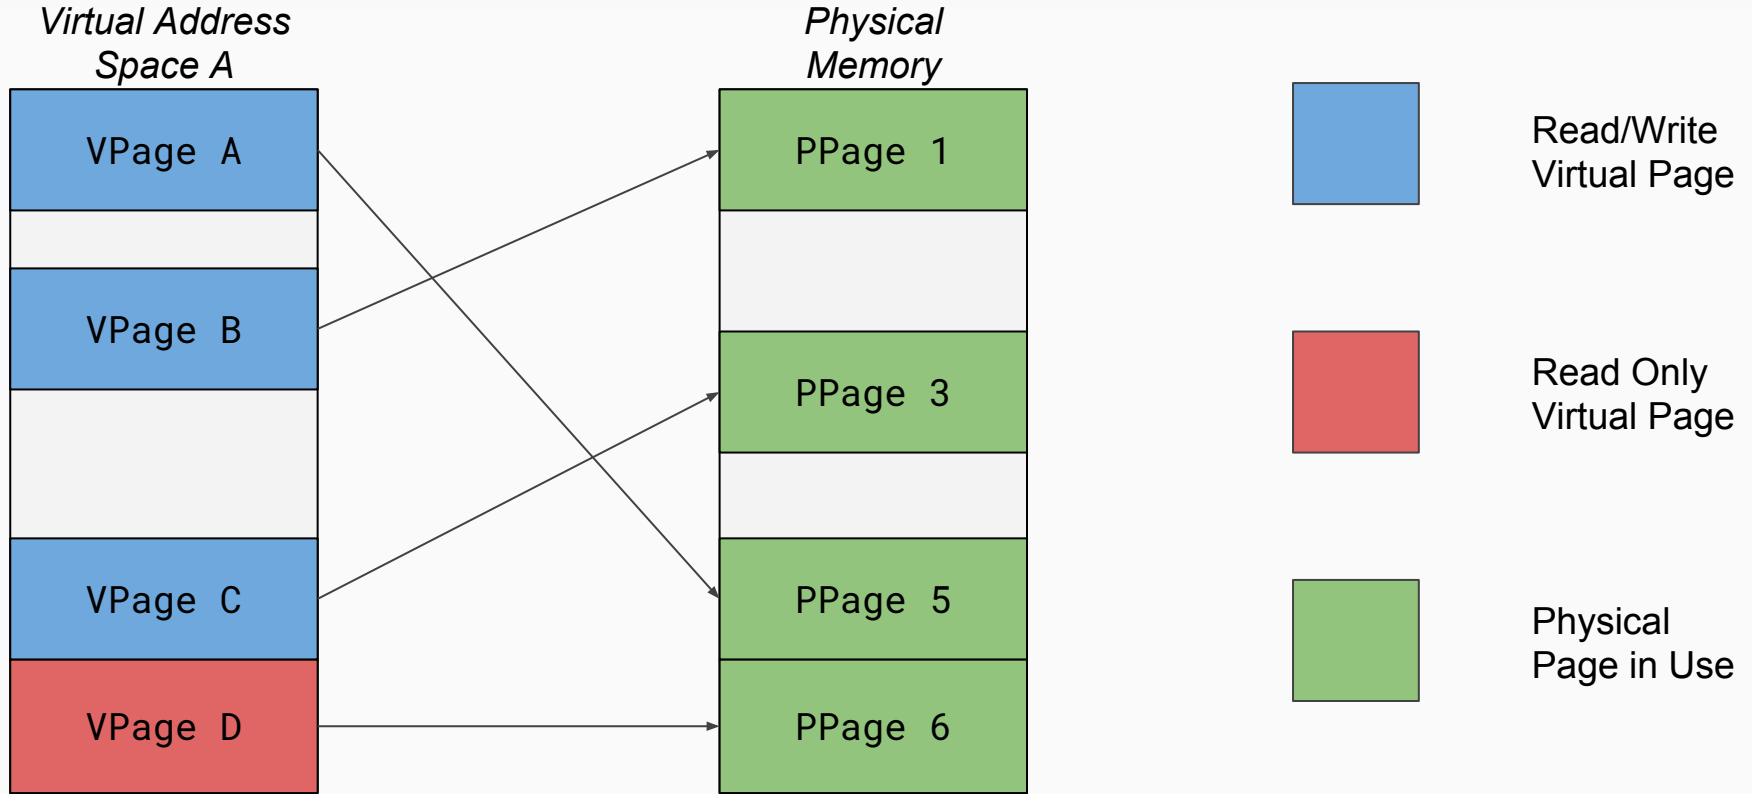 Virtual Address
Space A
VPage A
VPage B
VPage C
VPage D
Physical
Memory
PPage 1
PPage 3
PPage 5
PPage 6
Read/Write
Virtual Page
Read Only
Virtual Page
Physical
Page in Use